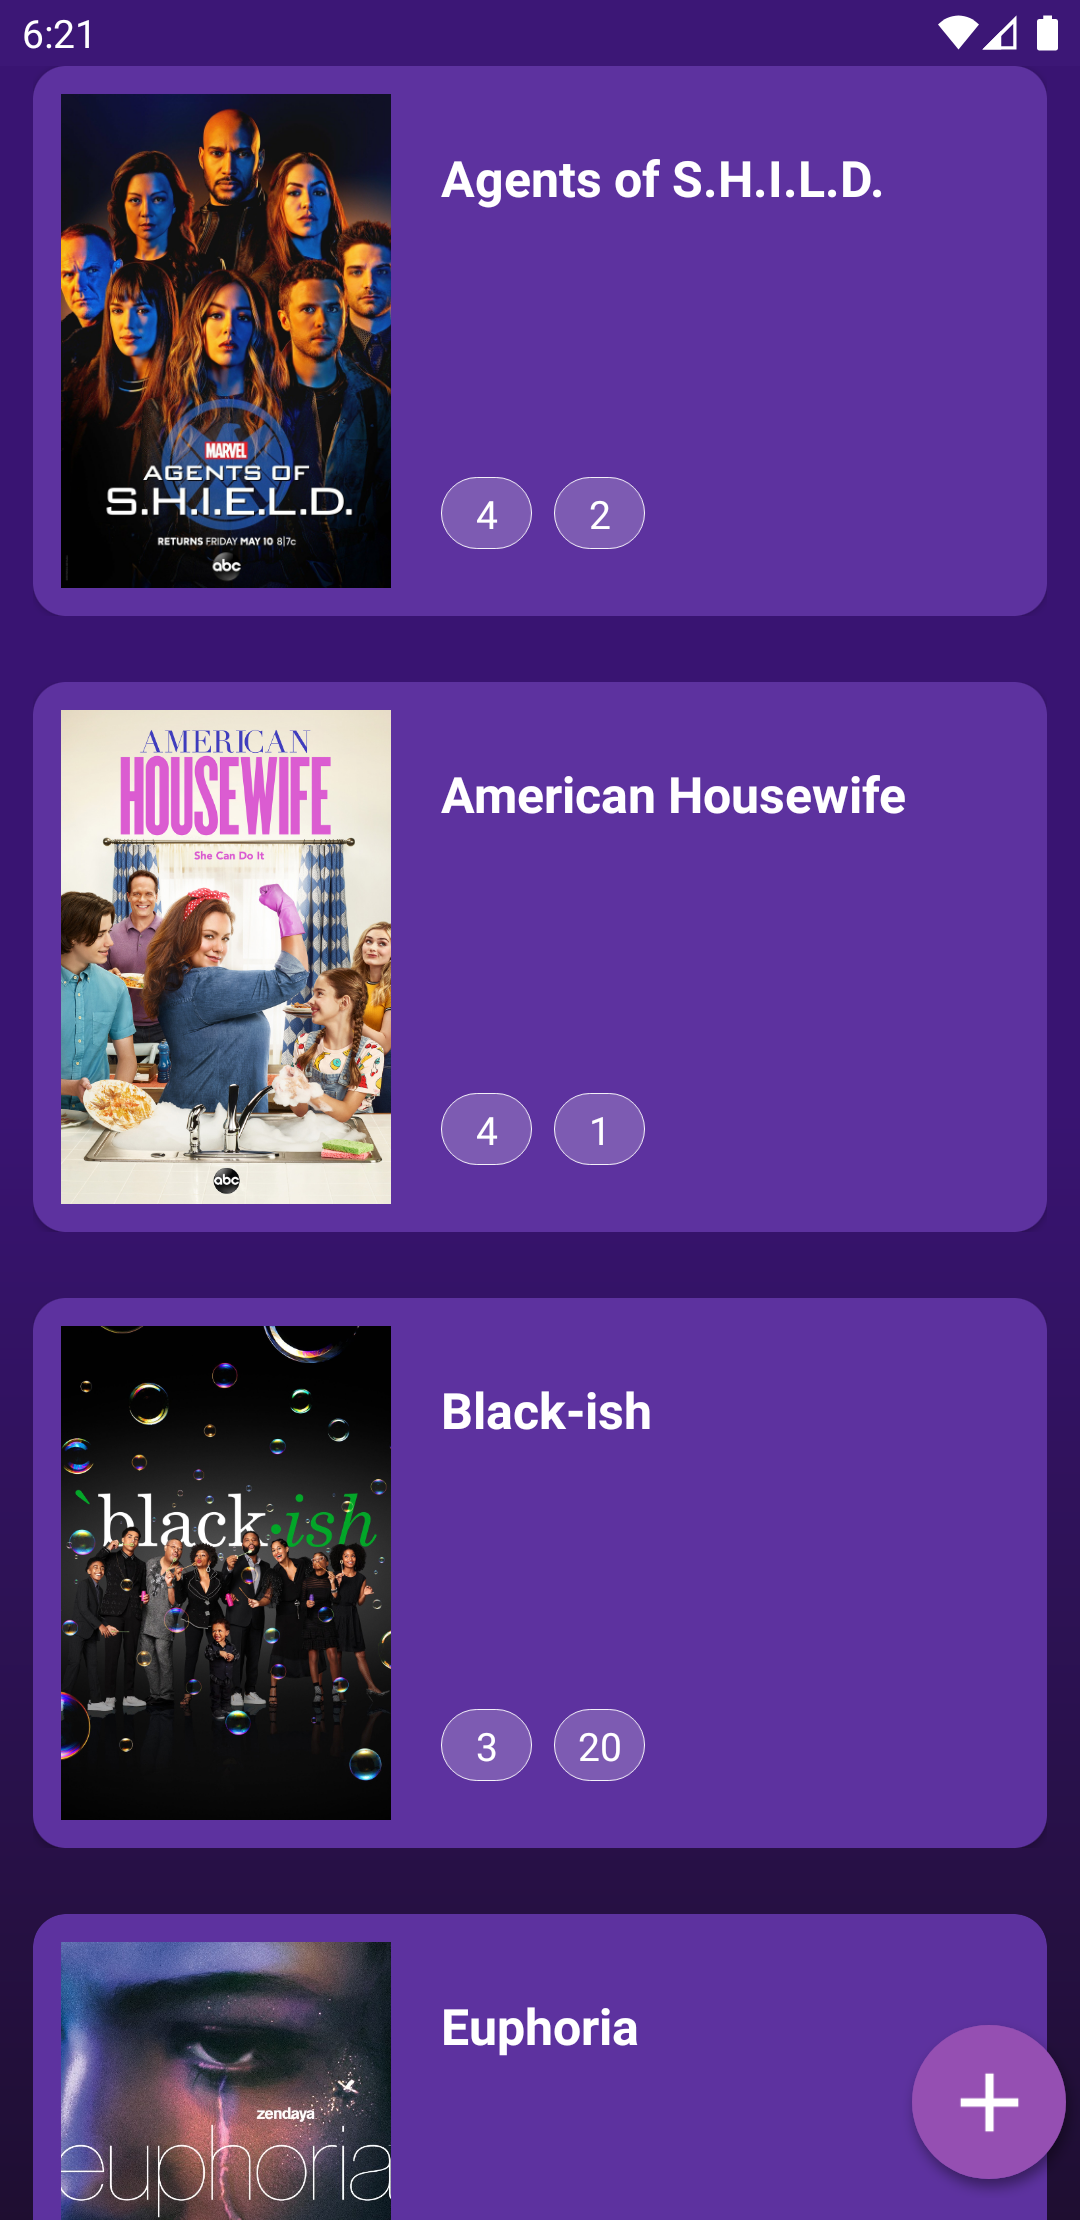 6:21
Agents of S.H.I.L.D.
MARVEL
AGENTS OF
S.H.I.E.L.D.
RETURNS FRIDAY MAY 10 8|7c
abc
4 2
AMERICAN
HOUSEWIFE
She Can Do It
abc
American Housewife
4 1
Black-ish
`black·ish
3 20
Euphoria
zendaya
euphoria
+